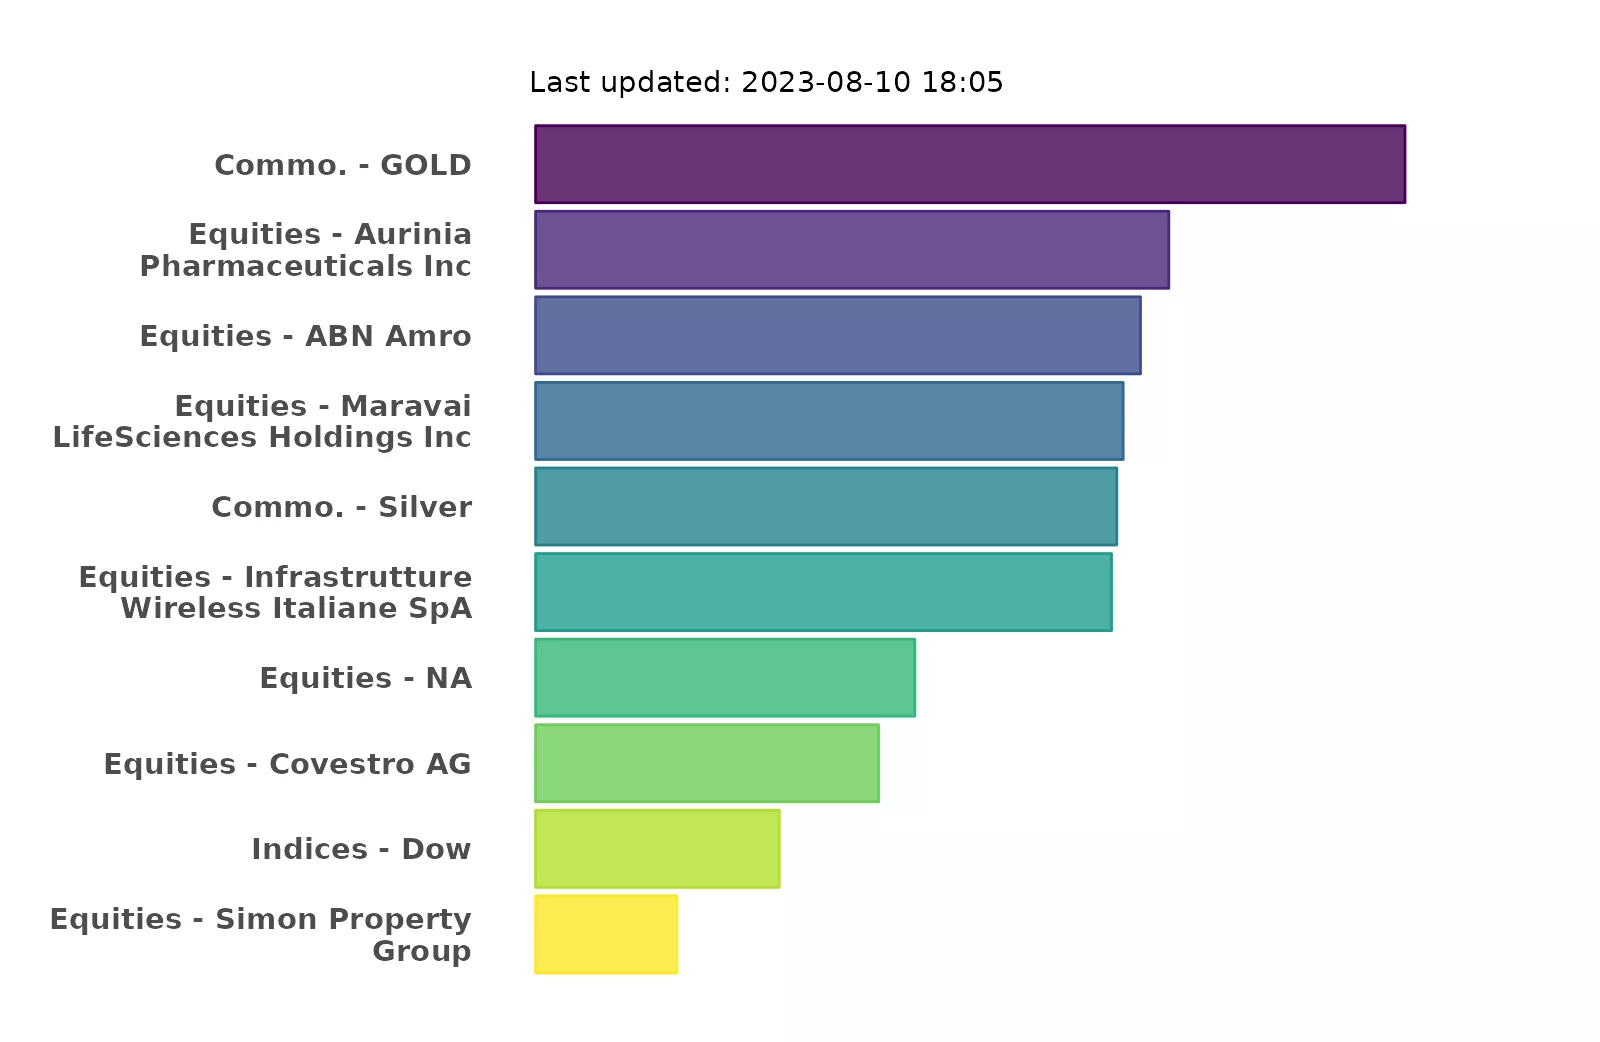 Last updated: 2023-08-10 18:05
Commo. - GOLD
Equities - Aurinia
Pharmaceuticals Inc
Equities - ABN Amro
Equities - Maravai
LifeSciences Holdings Inc
Commo. - Silver
Equities - Infrastrutture
Wireless Italiane SpA
Equities - NA
Equities - Covestro AG
Indices - Dow
Equities - Simon Property
Group